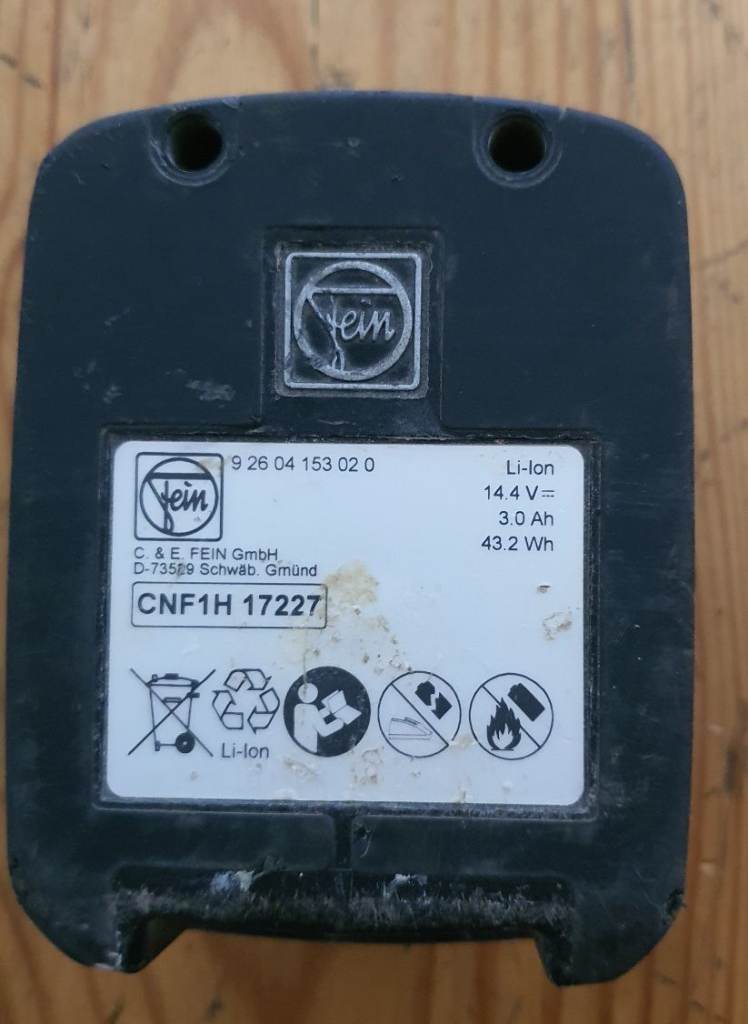 fein
fein
9 26 04 153 02 0
Li-Ion
14.4 V
3.0 Ah
43.2 Wh
C. & E. FEIN GmbH
D-73529 Schwäb. Gmünd
CNF1H 17227
Li-Ion